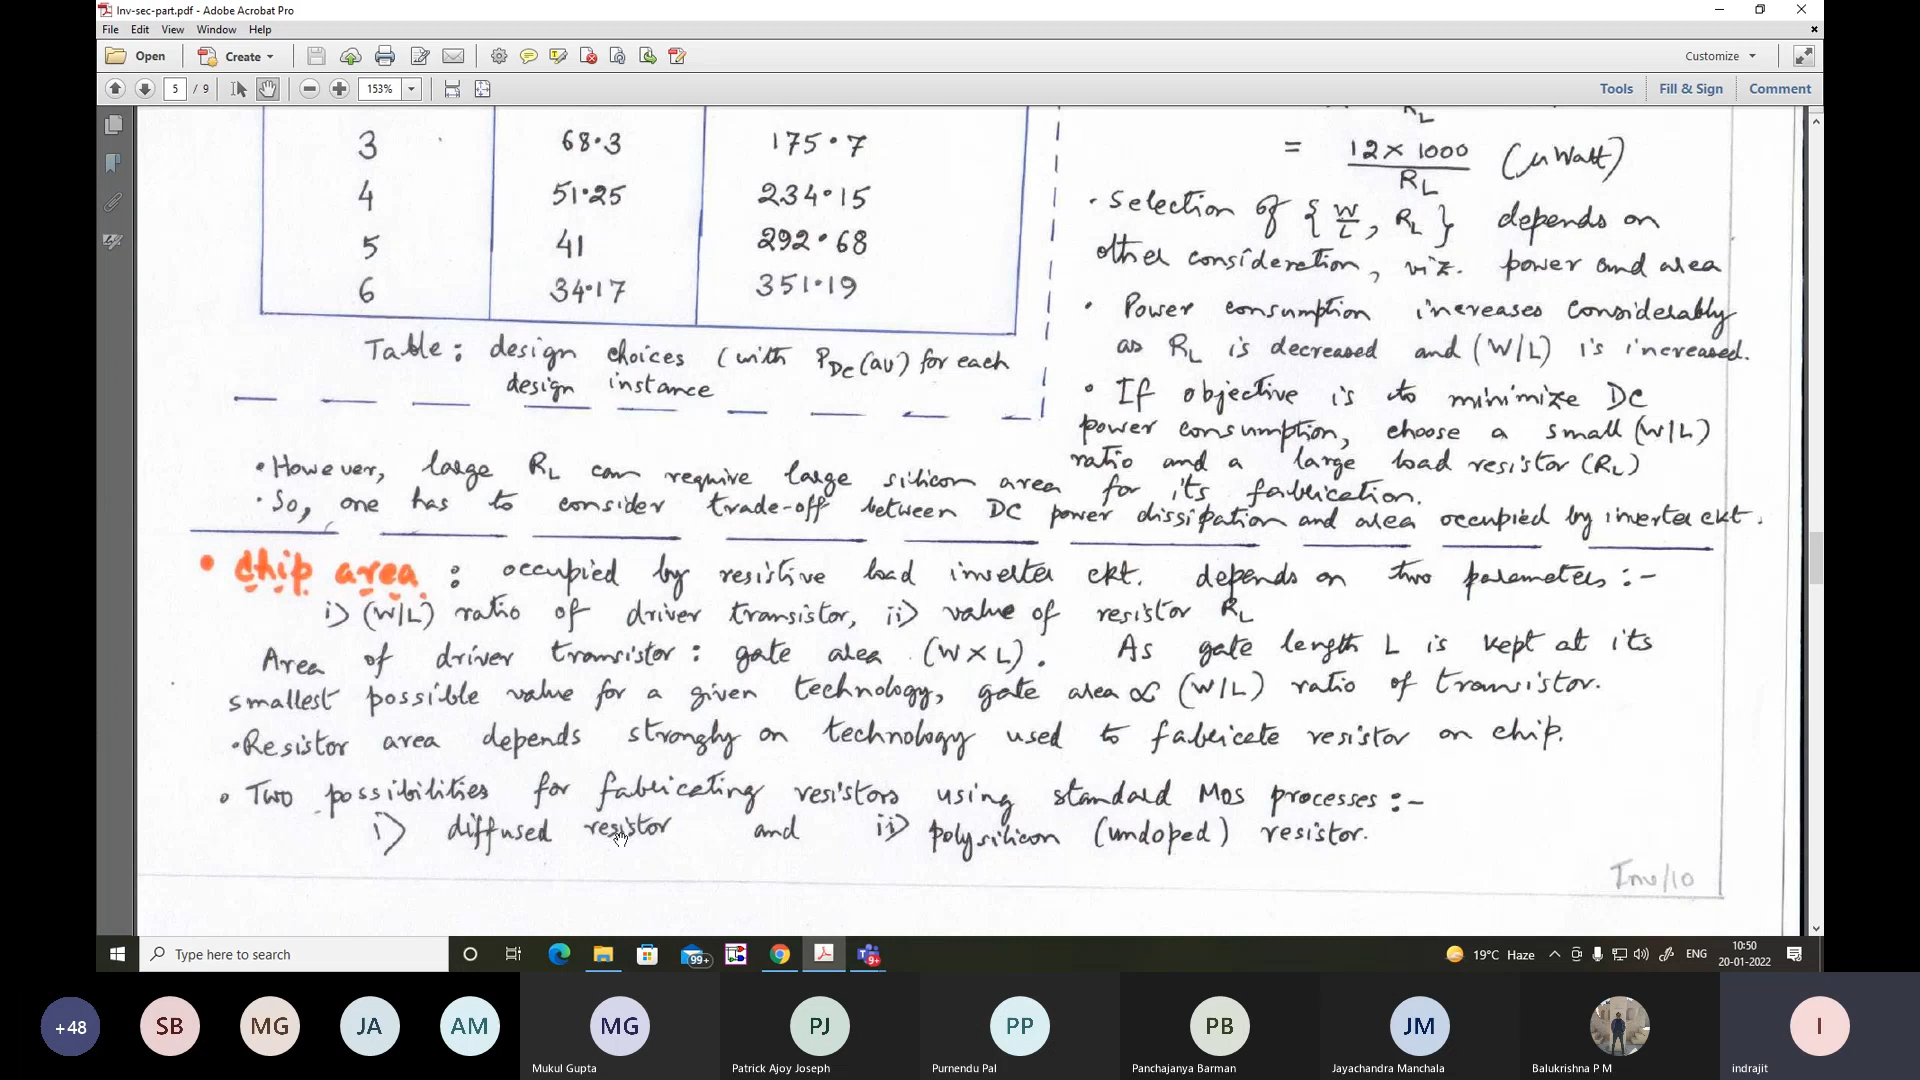 Inv-sec-part.pdf - Adobe Acrobat Pro
File Edit View Window Help
Open Create Customize
5 / 9 153% Tools Fill & Sign Comment
3 68.3 175.7
4 51.25 234.15
5 41 292.68
6 34.17 351.19
Table: design choices (with PDC(av) for each
design instance
RL
= 12 x 1000 / RL (µWatt)
• Selection of { W/L, RL } depends on
other consideration, viz. power and area
• Power consumption increases considerably
as RL is decreased and (W/L) is increased.
• If objective is to minimize DC
power consumption, choose a small (W/L)
ratio and a large load resistor (RL)
• However, large RL can require large silicon area for its fabrication.
• So, one has to consider trade-off between DC power dissipation and area occupied by inverter ckt.
• Chip area : occupied by resistive load inverter ckt. depends on two parameters :-
i) (W/L) ratio of driver transistor, ii) value of resistor RL
Area of driver transistor : gate area (W x L). As gate length L is kept at its
smallest possible value for a given technology, gate area ∝ (W/L) ratio of transistor.
• Resistor area depends strongly on technology used to fabricate resistor on chip.
• Two possibilities for fabricating resistors using standard MOS processes :-
i) diffused resistor and ii) polysilicon (undoped) resistor.
Inv/10
Type here to search 99+ 9+ 19°C Haze ENG 10:50
20-01-2022
+48 SB MG JA AM MG PJ PP PB JM I
Mukul Gupta Patrick Ajoy Joseph Purnendu Pal Panchajanya Barman Jayachandra Manchala Balukrishna P M indrajit